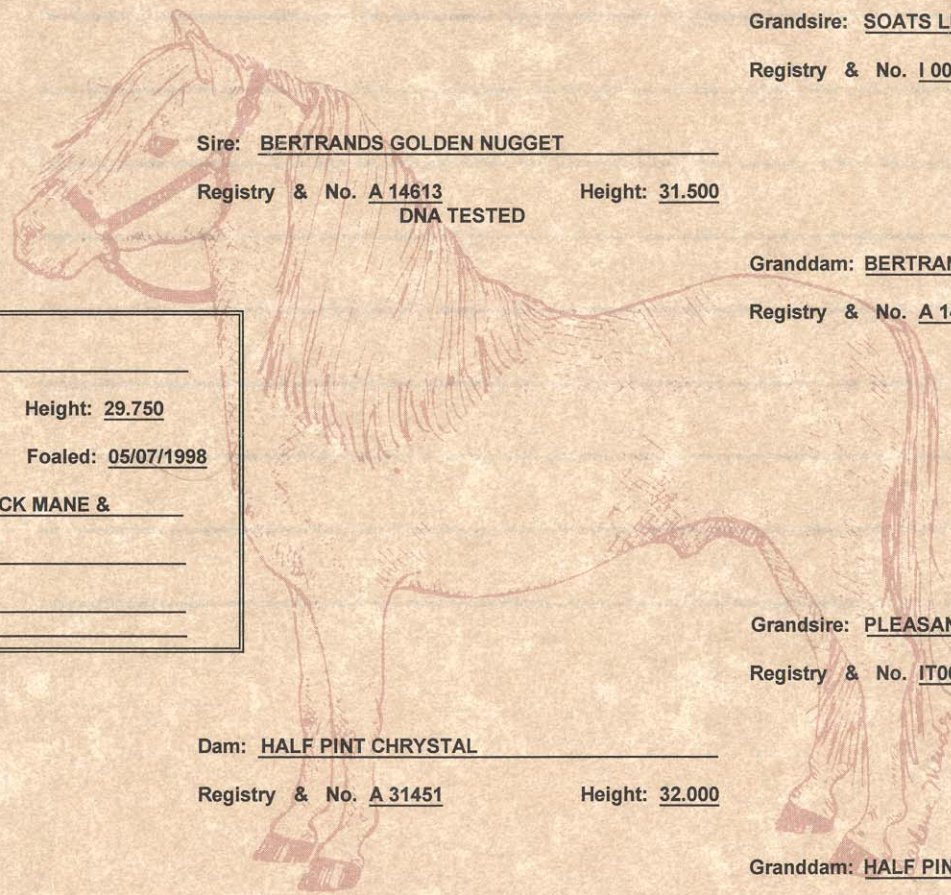 Grandsire: SOATS L
Registry & No. I 00
Sire: BERTRANDS GOLDEN NUGGET
Registry & No. A 14613 Height: 31.500
DNA TESTED
Granddam: BERTRAN
Registry & No. A 14
Height: 29.750
Foaled: 05/07/1998
CK MANE &
Grandsire: PLEASAN
Registry & No. IT00
Dam: HALF PINT CHRYSTAL
Registry & No. A 31451 Height: 32.000
Granddam: HALF PIN